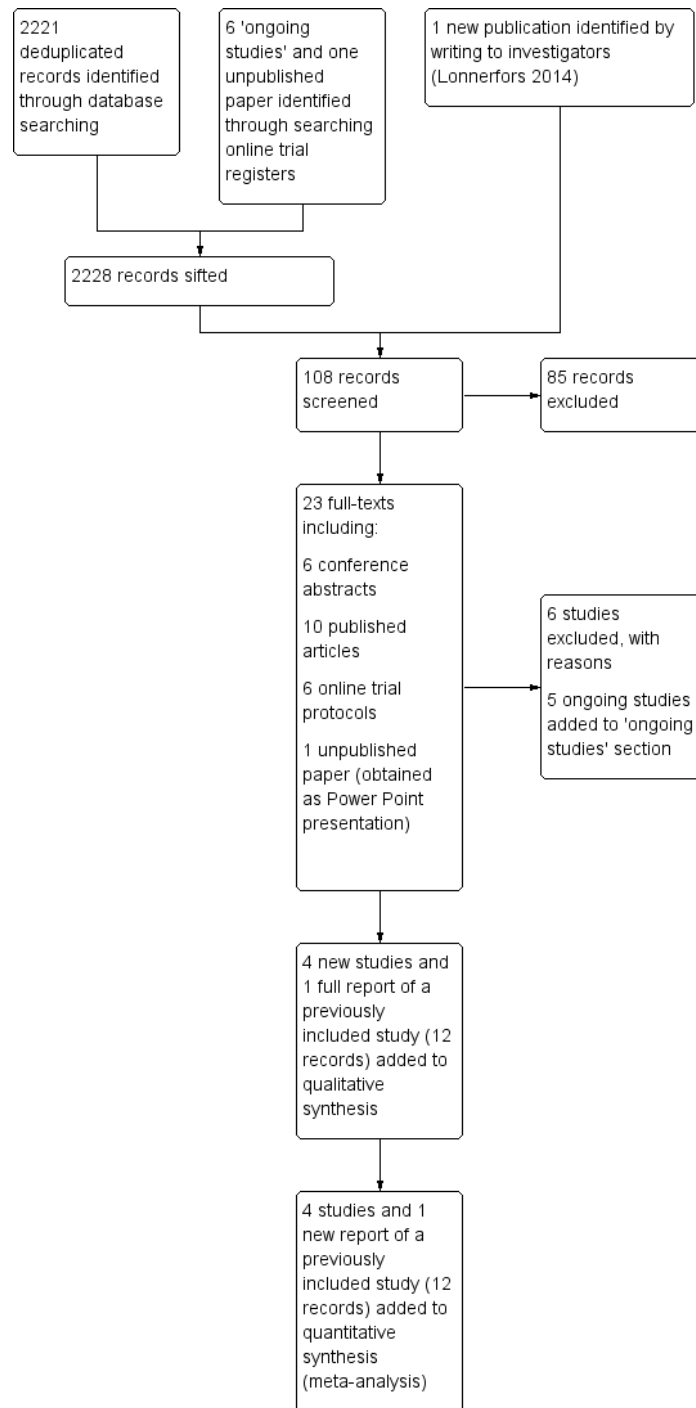 2221
deduplicated
records identified
through database
searching
6 'ongoing
studies' and one
unpublished
paper identified
through searching
online trial
registers
1 new publication identified by
writing to investigators
(Lonnerfors 2014)
2228 records sifted
108 records
screened
85 records
excluded
23 full-texts
including:
6 conference
abstracts
10 published
articles
6 online trial
protocols
1 unpublished
paper (obtained
as Power Point
presentation)
6 studies
excluded, with
reasons
5 ongoing studies
added to 'ongoing
studies' section
4 new studies and
1 full report of a
previously
included study (12
records) added to
qualitative
synthesis
4 studies and 1
new report of a
previously
included study (12
records) added to
quantitative
synthesis
(meta-analysis)